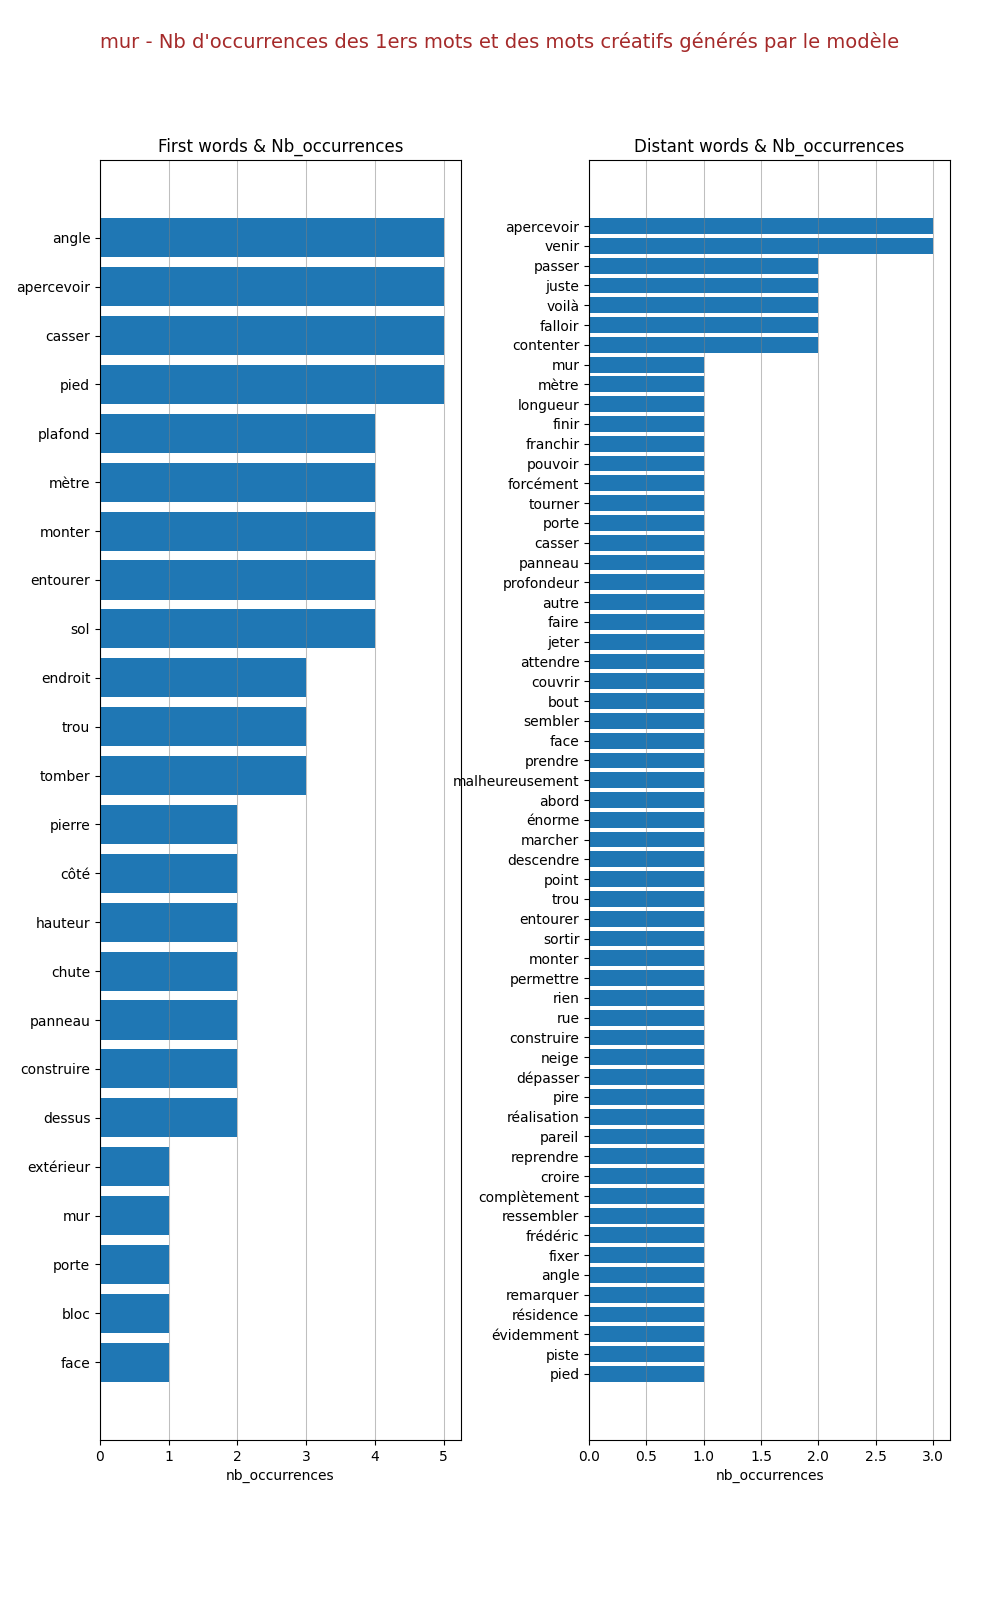 mur - Nb d'occurrences des 1ers mots et des mots créatifs générés par le modèle
First words & Nb_occurrences
angle
apercevoir
casser
pied
plafond
mètre
monter
entourer
sol
endroit
trou
tomber
pierre
côté
hauteur
chute
panneau
construire
dessus
extérieur
mur
porte
bloc
face
0 1 2 3 4 5
nb_occurrences
Distant words & Nb_occurrences
apercevoir
venir
passer
juste
voilà
falloir
contenter
mur
mètre
longueur
finir
franchir
pouvoir
forcément
tourner
porte
casser
panneau
profondeur
autre
faire
jeter
attendre
couvrir
bout
sembler
face
prendre
malheureusement
abord
énorme
marcher
descendre
point
trou
entourer
sortir
monter
permettre
rien
rue
construire
neige
dépasser
pire
réalisation
pareil
reprendre
croire
complètement
ressembler
frédéric
fixer
angle
remarquer
résidence
évidemment
piste
pied
0.0 0.5 1.0 1.5 2.0 2.5 3.0
nb_occurrences